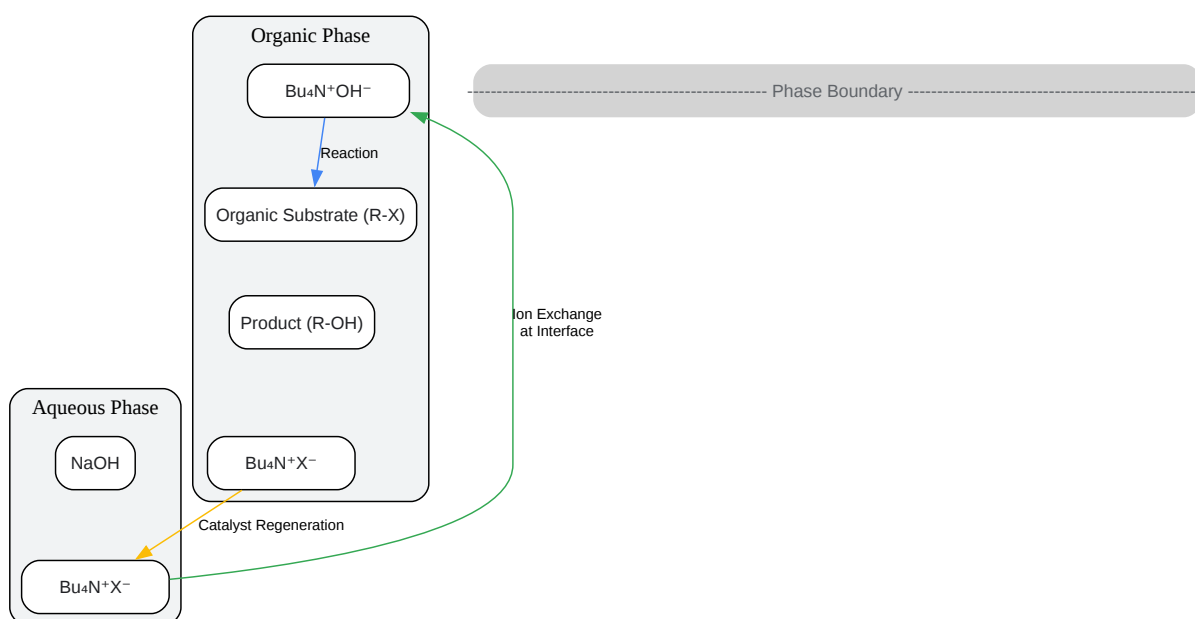 Organic Phase
Bu₄N⁺OH⁻
---------------------------------------------------- Phase Boundary --------------------------------------------------
Reaction
Organic Substrate (R-X)
Product (R-OH)
Ion Exchange
at Interface
Aqueous Phase
NaOH
Bu₄N⁺X⁻
Catalyst Regeneration
Bu₄N⁺X⁻